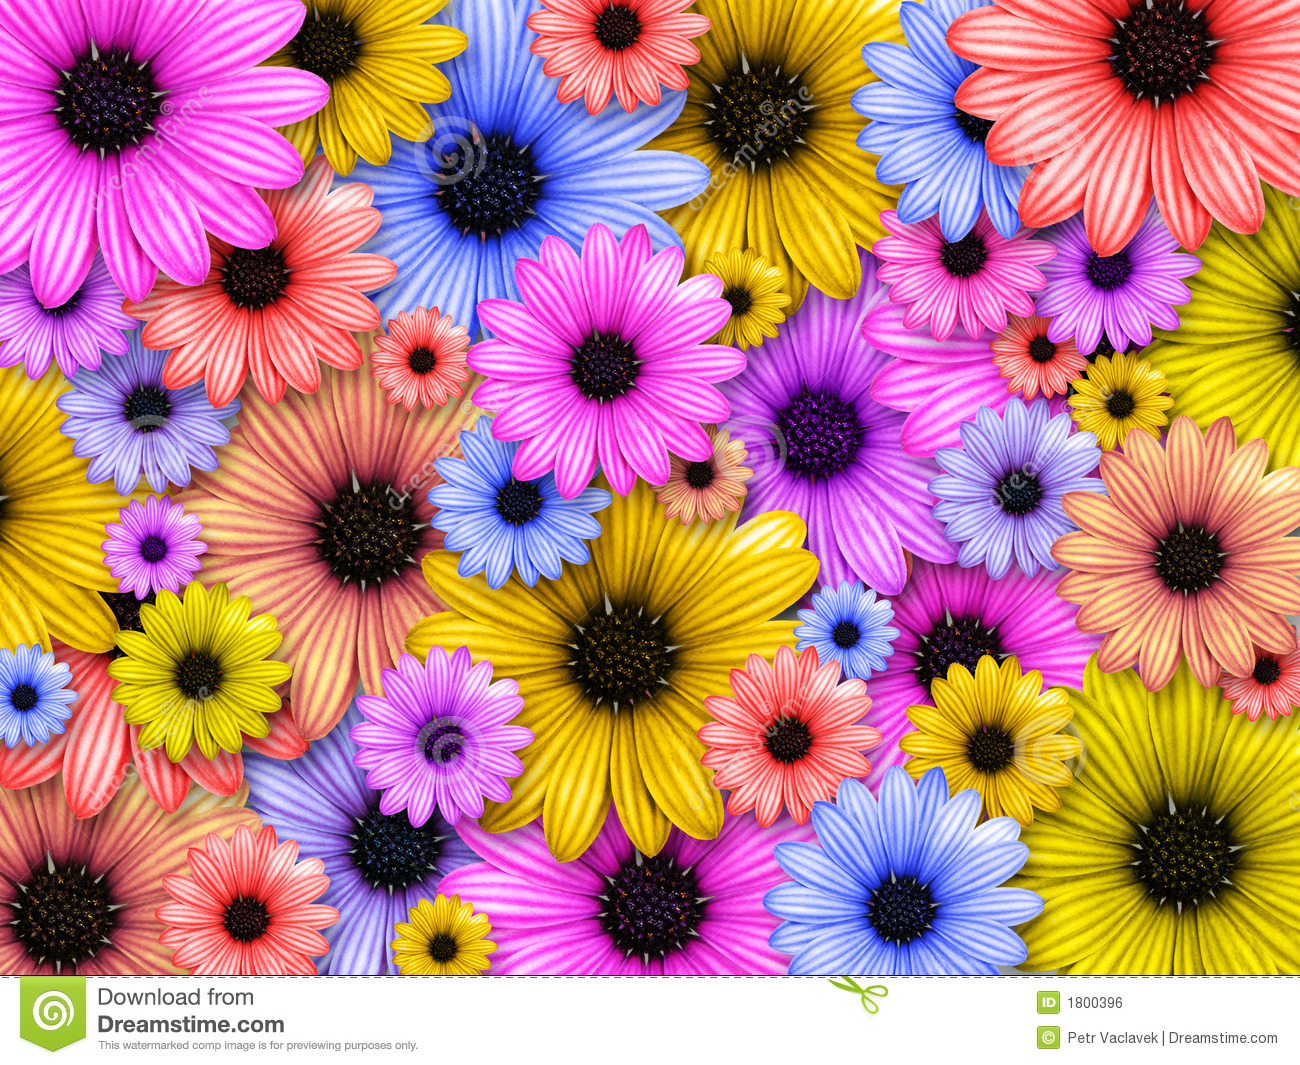 Download from
Dreamstime.com
This watermarked comp image is for previewing purposes only.
ID 1800396
© Petr Vaclavek | Dreamstime.com